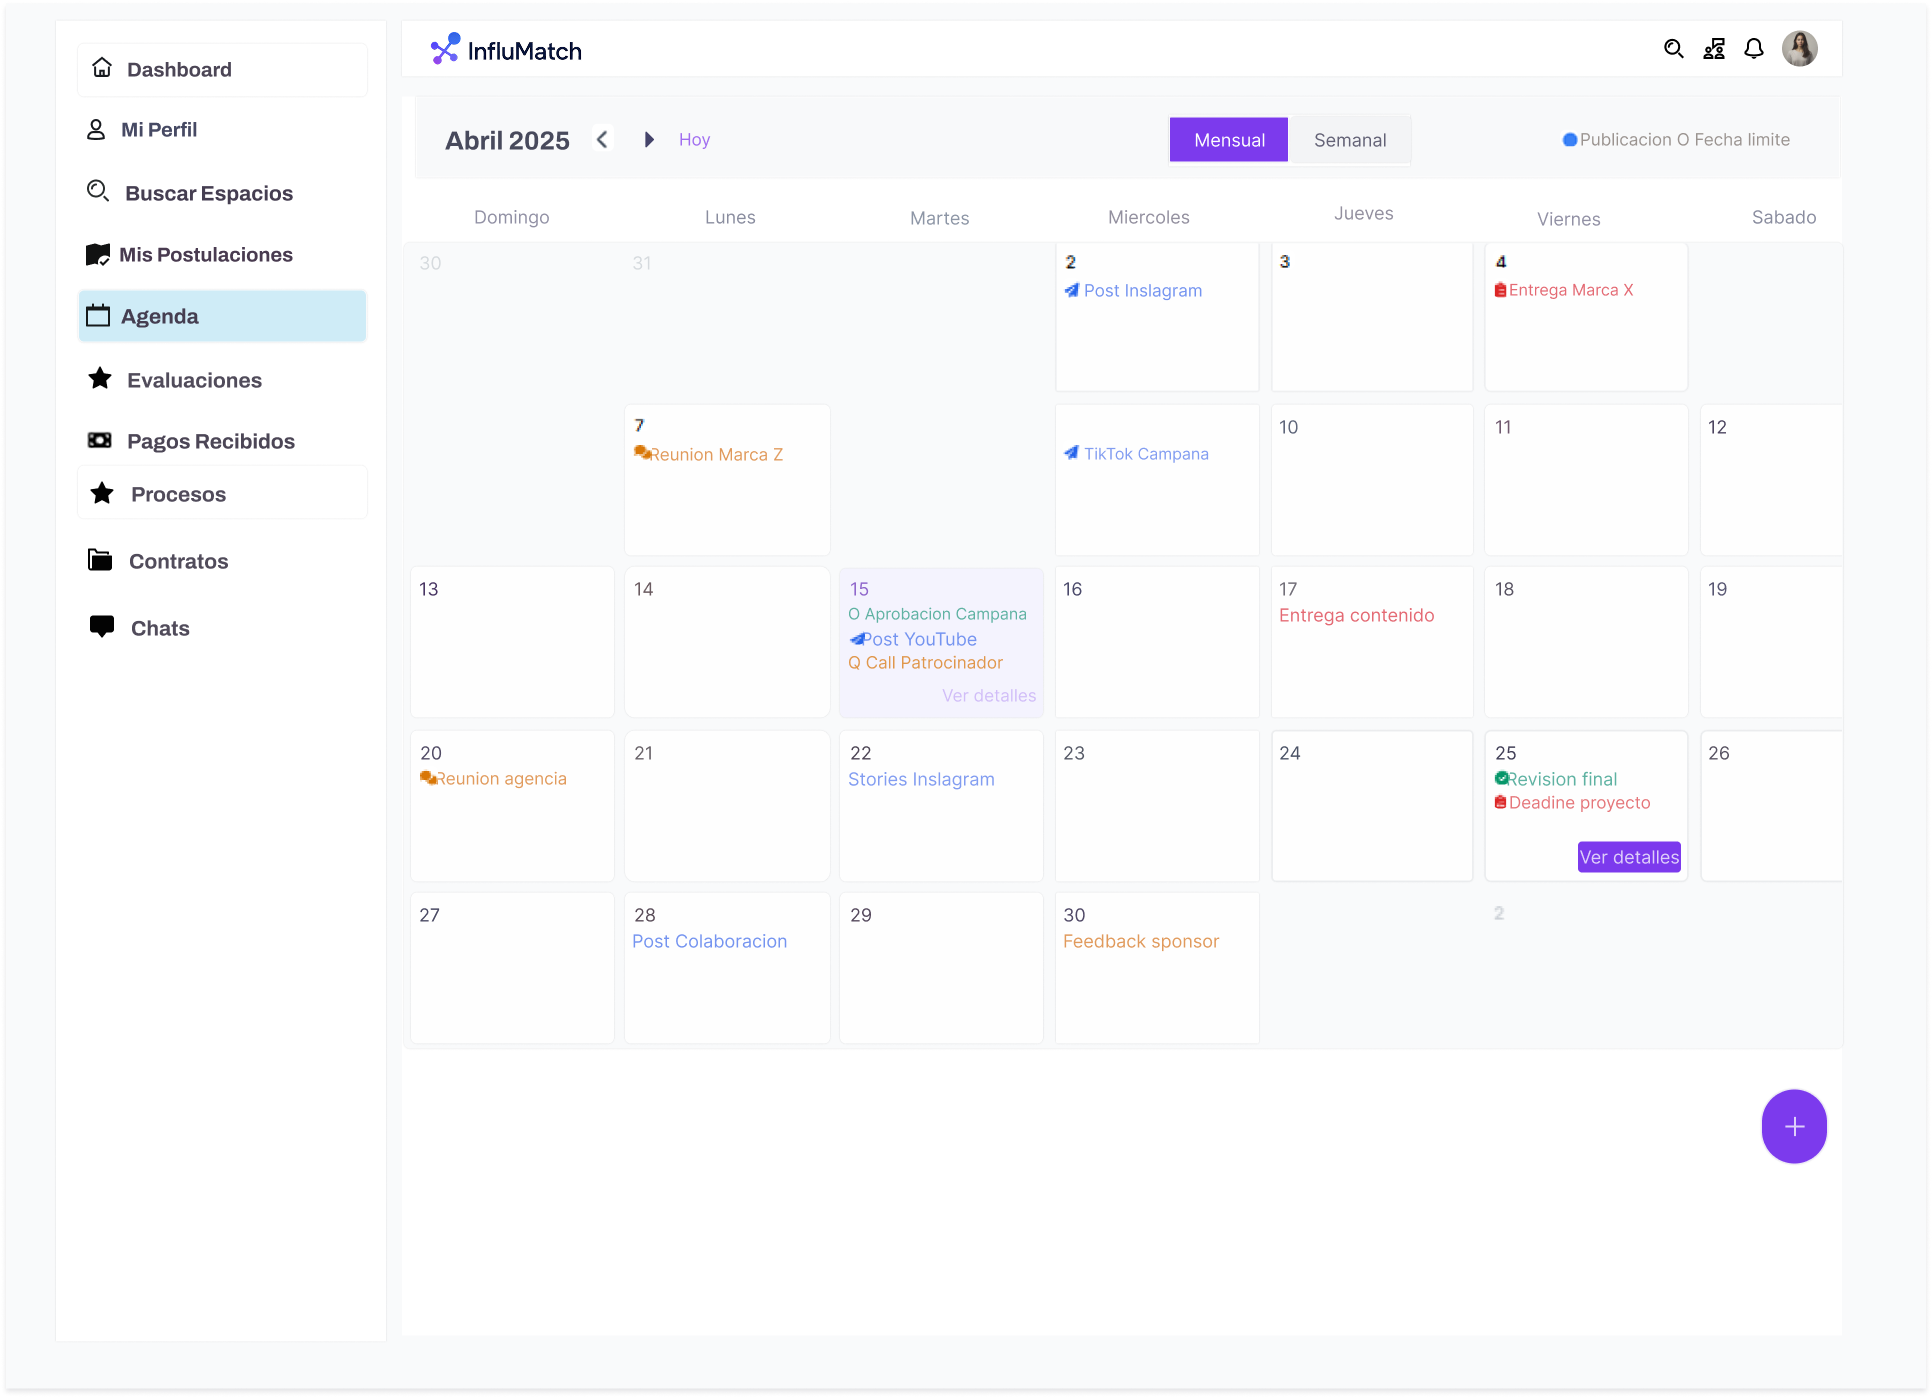 Dashboard
Mi Perfil
Buscar Espacios
Mis Postulaciones
Agenda
Evaluaciones
Pagos Recibidos
Procesos
Contratos
Chats
InfluMatch
Abril 2025
Hoy
Mensual
Semanal
Publicacion O Fecha limite
Domingo
Lunes
Martes
Miercoles
Jueves
Viernes
Sabado
30
31
2
Post Inslagram
3
4
Entrega Marca X
7
Reunion Marca Z
TikTok Campana
10
11
12
13
14
15
O Aprobacion Campana
Post YouTube
Q Call Patrocinador
Ver detalles
16
17
Entrega contenido
18
19
20
Reunion agencia
21
22
Stories Inslagram
23
24
25
Revision final
Deadine proyecto
Ver detalles
26
27
28
Post Colaboracion
29
30
Feedback sponsor
2